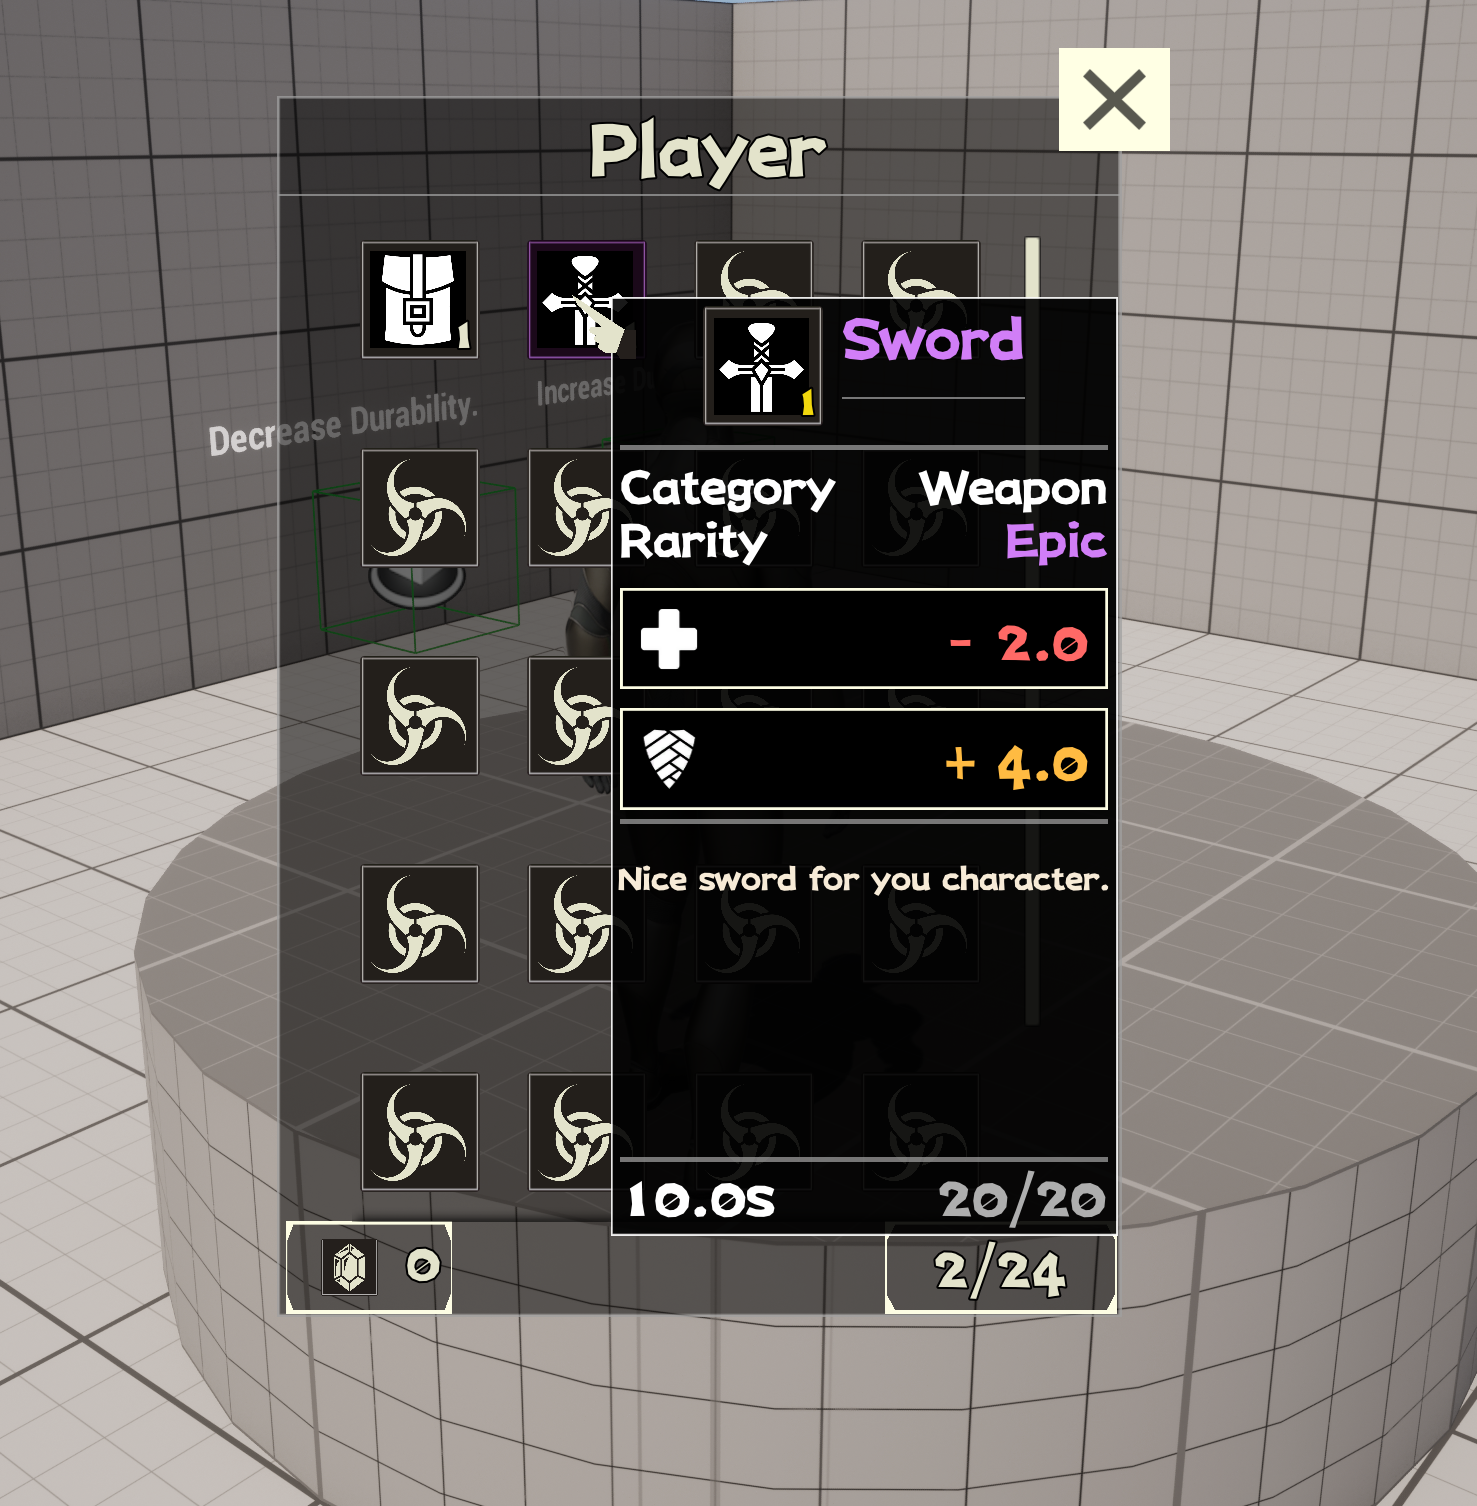 Player
1
Increase
Decrease Durability.
Sword
1
Category Weapon
Rarity Epic
- 2.0
+ 4.0
Nice sword for you character.
10.0s 20/20
0 2/24